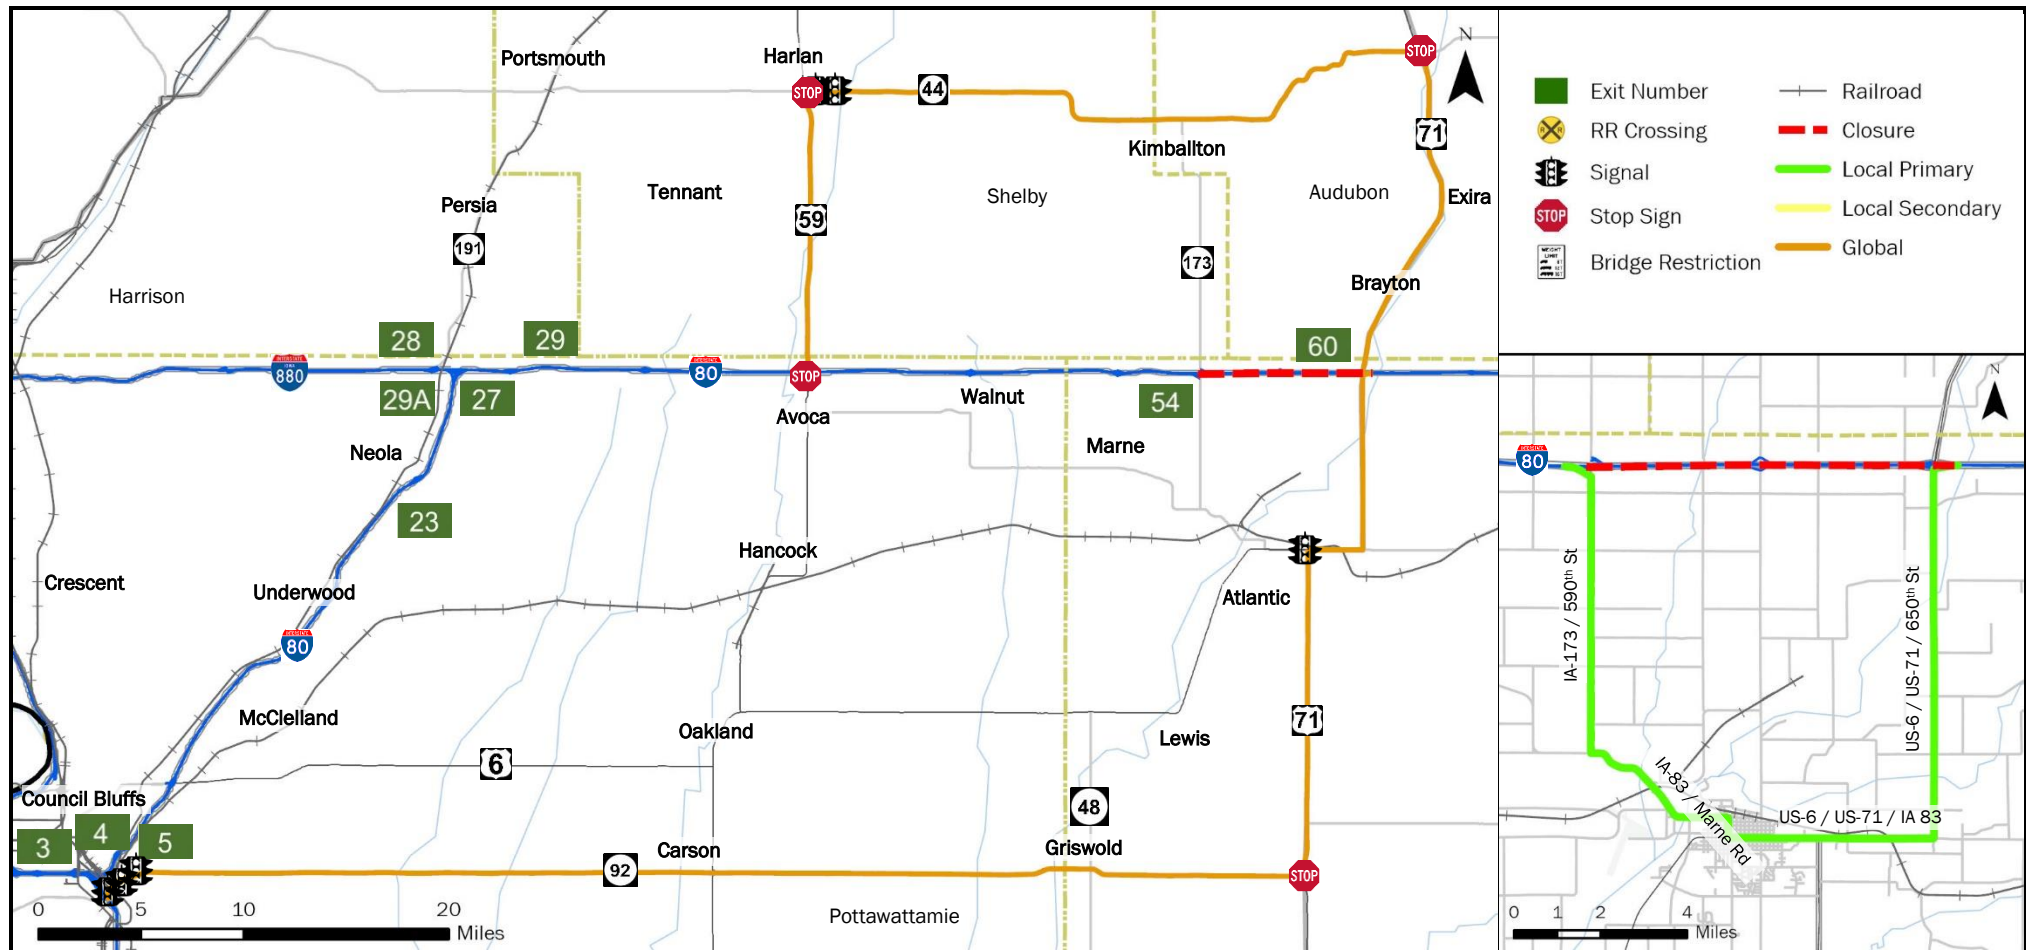 Portsmouth
Harlan
STOP
44
STOP
71
N
Kimballton
Tennant
Shelby
Audubon
Exira
Persia
191
59
173
Harrison
Brayton
28
29
60
880
80
STOP
29A
27
54
Walnut
Avoca
Neola
Marne
23
Hancock
Crescent
Underwood
Atlantic
80
McClelland
Oakland
Lewis
71
6
Council Bluffs
48
3
4
5
Carson
Griswold
92
STOP
Pottawattamie
0 5 10 20
Miles
Exit Number
RR Crossing
Signal
STOP Stop Sign
WEIGHT
LIMIT
Bridge Restriction
Railroad
Closure
Local Primary
Local Secondary
Global
N
80
IA-173 / 590th St
US-6 / US-71 / 650th St
IA-83 / Marne Rd
US-6 / US-71 / IA 83
0 1 2 4
Miles